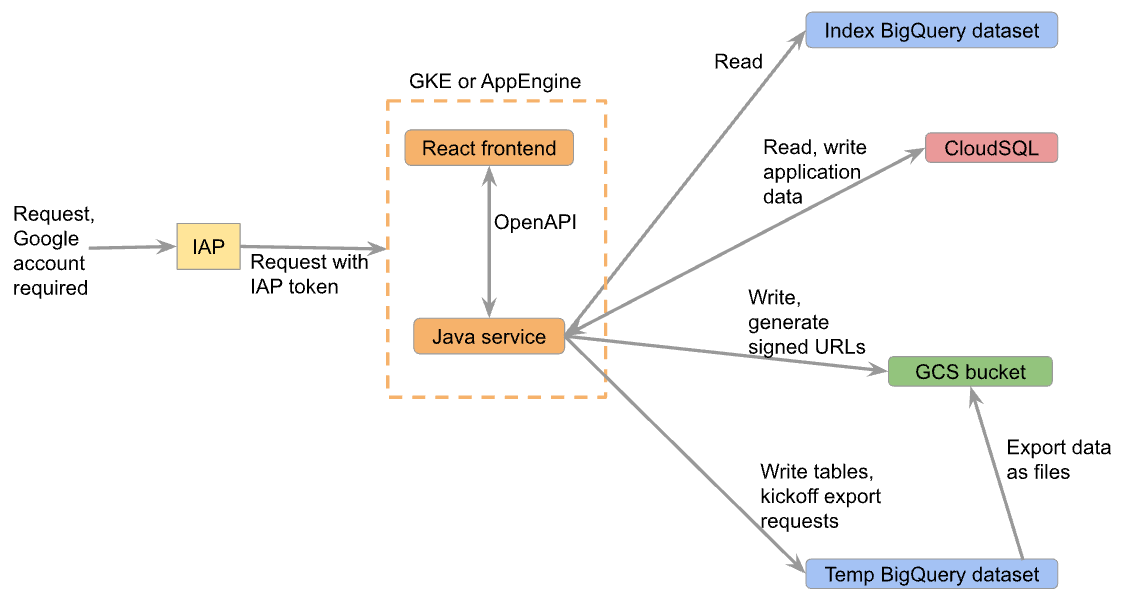 Index BigQuery dataset
Read
GKE or AppEngine
React frontend
Read, write
application
data
CloudSQL
Request,
Google
account
required
IAP
Request with
IAP token
OpenAPI
Java service
Write,
generate
signed URLs
GCS bucket
Export data
as files
Write tables,
kickoff export
requests
Temp BigQuery dataset